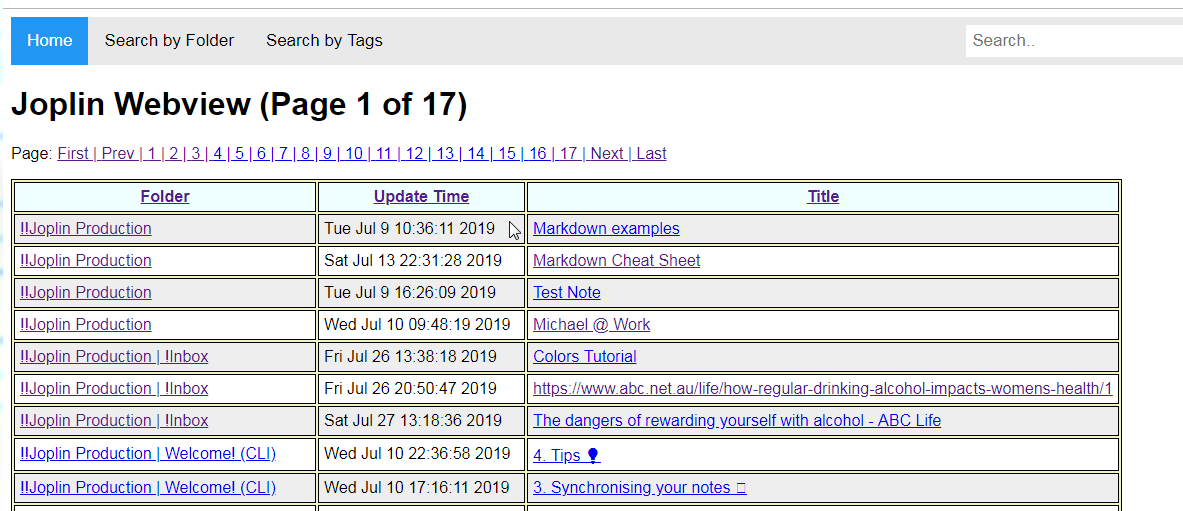 Home Search by Folder Search by Tags Search..
Joplin Webview (Page 1 of 17)
Page: First | Prev | 1 | 2 | 3 | 4 | 5 | 6 | 7 | 8 | 9 | 10 | 11 | 12 | 13 | 14 | 15 | 16 | 17 | Next | Last
Folder Update Time Title
!!Joplin Production Tue Jul 9 10:36:11 2019 Markdown examples
!!Joplin Production Sat Jul 13 22:31:28 2019 Markdown Cheat Sheet
!!Joplin Production Tue Jul 9 16:26:09 2019 Test Note
!!Joplin Production Wed Jul 10 09:48:19 2019 Michael @ Work
!!Joplin Production | !Inbox Fri Jul 26 13:38:18 2019 Colors Tutorial
!!Joplin Production | !Inbox Fri Jul 26 20:50:47 2019 https://www.abc.net.au/life/how-regular-drinking-alcohol-impacts-womens-health/1
!!Joplin Production | !Inbox Sat Jul 27 13:18:36 2019 The dangers of rewarding yourself with alcohol - ABC Life
!!Joplin Production | Welcome! (CLI) Wed Jul 10 22:36:58 2019 4. Tips 💡
!!Joplin Production | Welcome! (CLI) Wed Jul 10 17:16:11 2019 3. Synchronising your notes